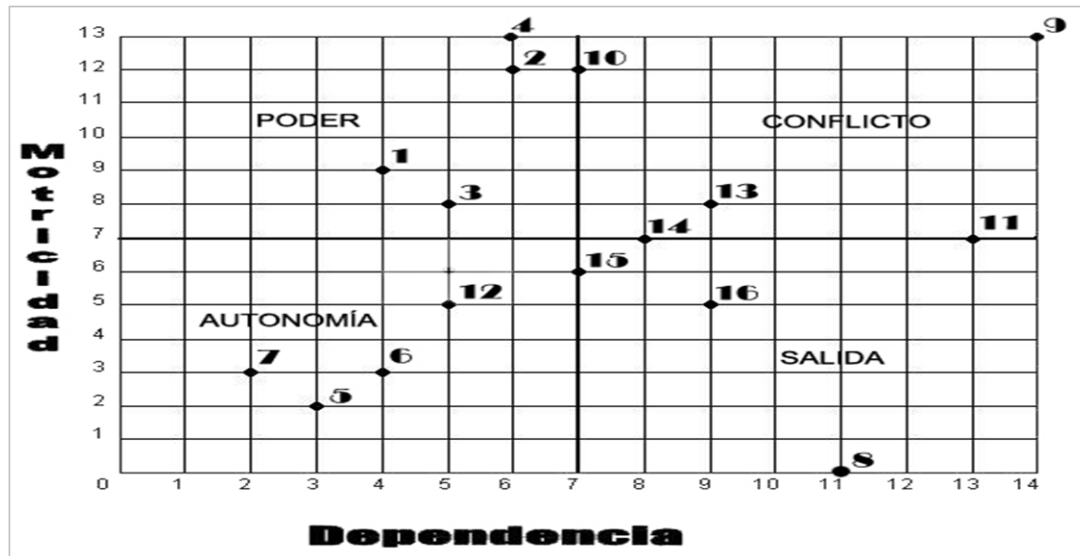 13 4 9
12 2 10
11
PODER CONFLICTO
10
9 1
8 3 13
7 14 11
6 15
5 12 16
AUTONOMÍA
4
3 7 6 SALIDA
2 5
1
8
0 1 2 3 4 5 6 7 8 9 10 11 12 13 14
Motricidad
Dependencia